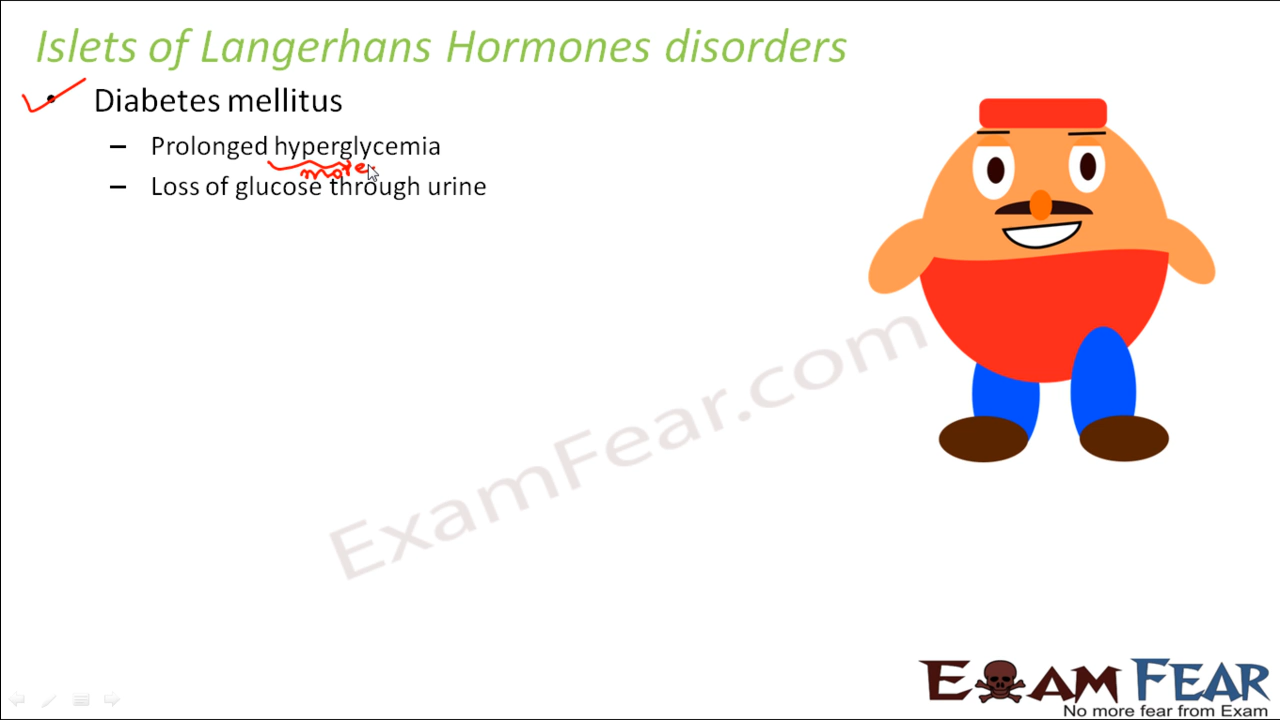 Islets of Langerhans Hormones disorders
• Diabetes mellitus
– Prolonged hyperglycemia
more
– Loss of glucose through urine
ExamFear.com
EXAM FEAR
No more fear from Exam